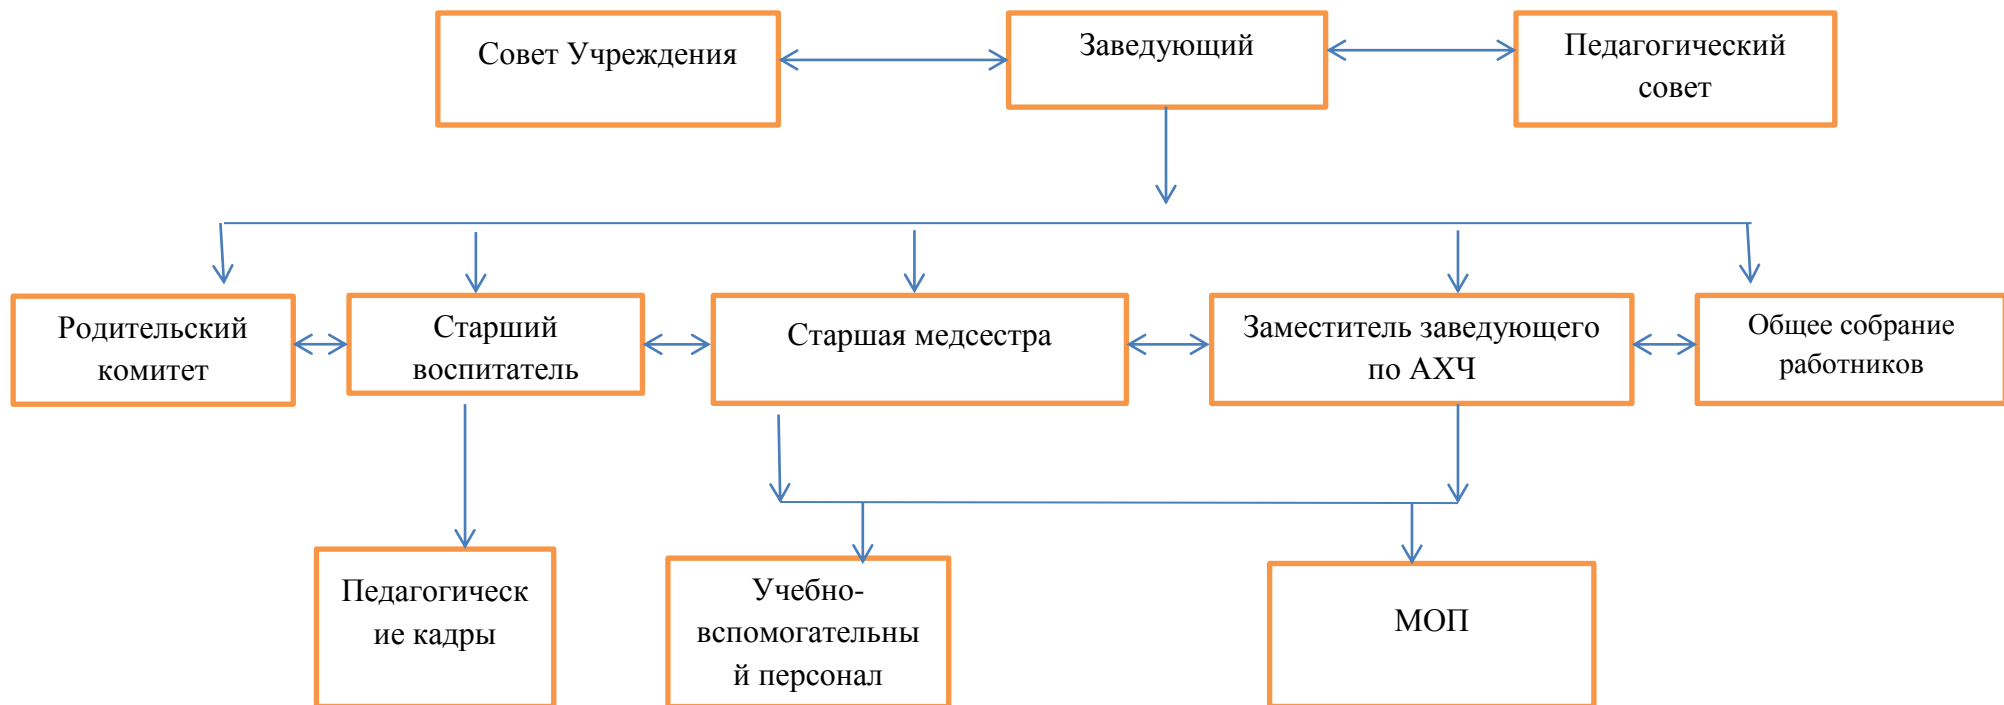 Совет Учреждения
Заведующий
Педагогический
совет
Родительский
комитет
Старший
воспитатель
Старшая медсестра
Заместитель заведующего
по АХЧ
Общее собрание
работников
Педагогическ
ие кадры
Учебно-
вспомогательны
й персонал
МОП